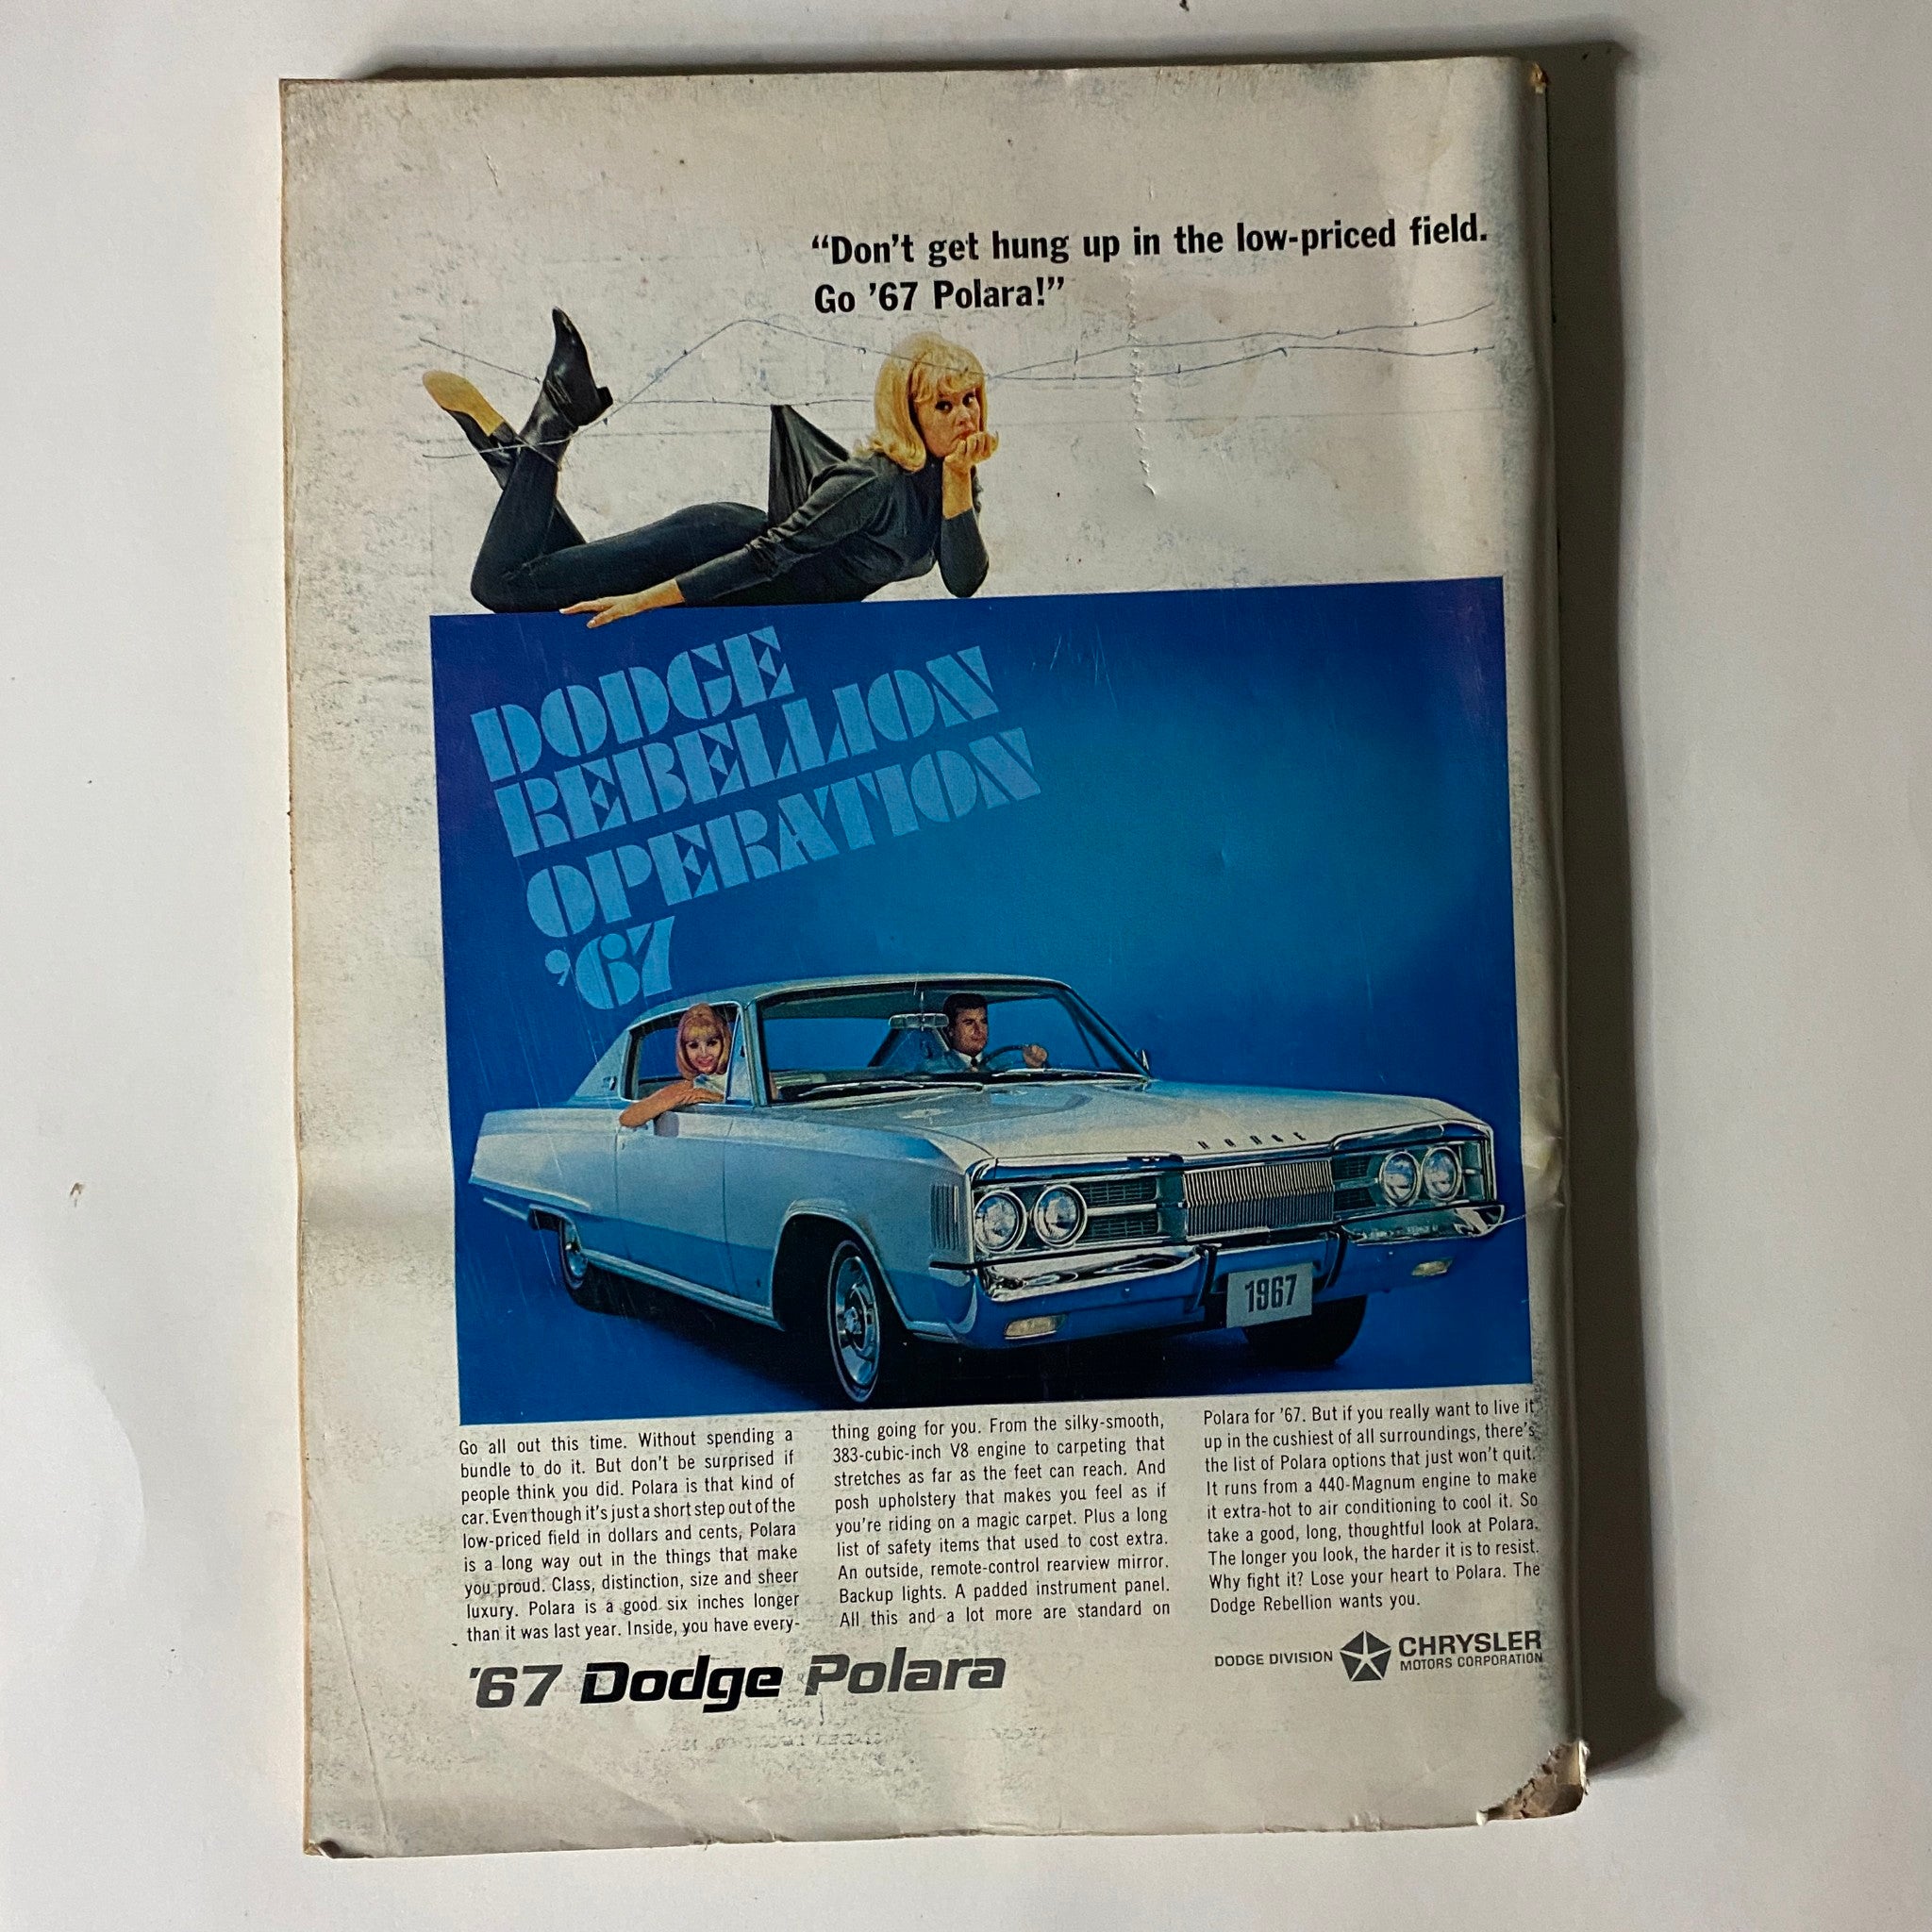 “Don’t get hung up in the low-priced field.
Go ’67 Polara!”
DODGE
REBELLION
OPERATION
’67
DODGE
1967
Go all out this time. Without spending a
bundle to do it. But don’t be surprised if
people think you did. Polara is that kind of
car. Even though it’s just a short step out of the
low-priced field in dollars and cents, Polara
is a long way out in the things that make
you proud. Class, distinction, size and sheer
luxury. Polara is a good six inches longer
than it was last year. Inside, you have every-
thing going for you. From the silky-smooth,
383-cubic-inch V8 engine to carpeting that
stretches as far as the feet can reach. And
posh upholstery that makes you feel as if
you’re riding on a magic carpet. Plus a long
list of safety items that used to cost extra.
An outside, remote-control rearview mirror.
Backup lights. A padded instrument panel.
All this and a lot more are standard on
Polara for ’67. But if you really want to live it
up in the cushiest of all surroundings, there’s
the list of Polara options that just won’t quit.
It runs from a 440-Magnum engine to make
it extra-hot to air conditioning to cool it. So
take a good, long, thoughtful look at Polara.
The longer you look, the harder it is to resist.
Why fight it? Lose your heart to Polara. The
Dodge Rebellion wants you.
’67 Dodge Polara
DODGE DIVISION
CHRYSLER
MOTORS CORPORATION